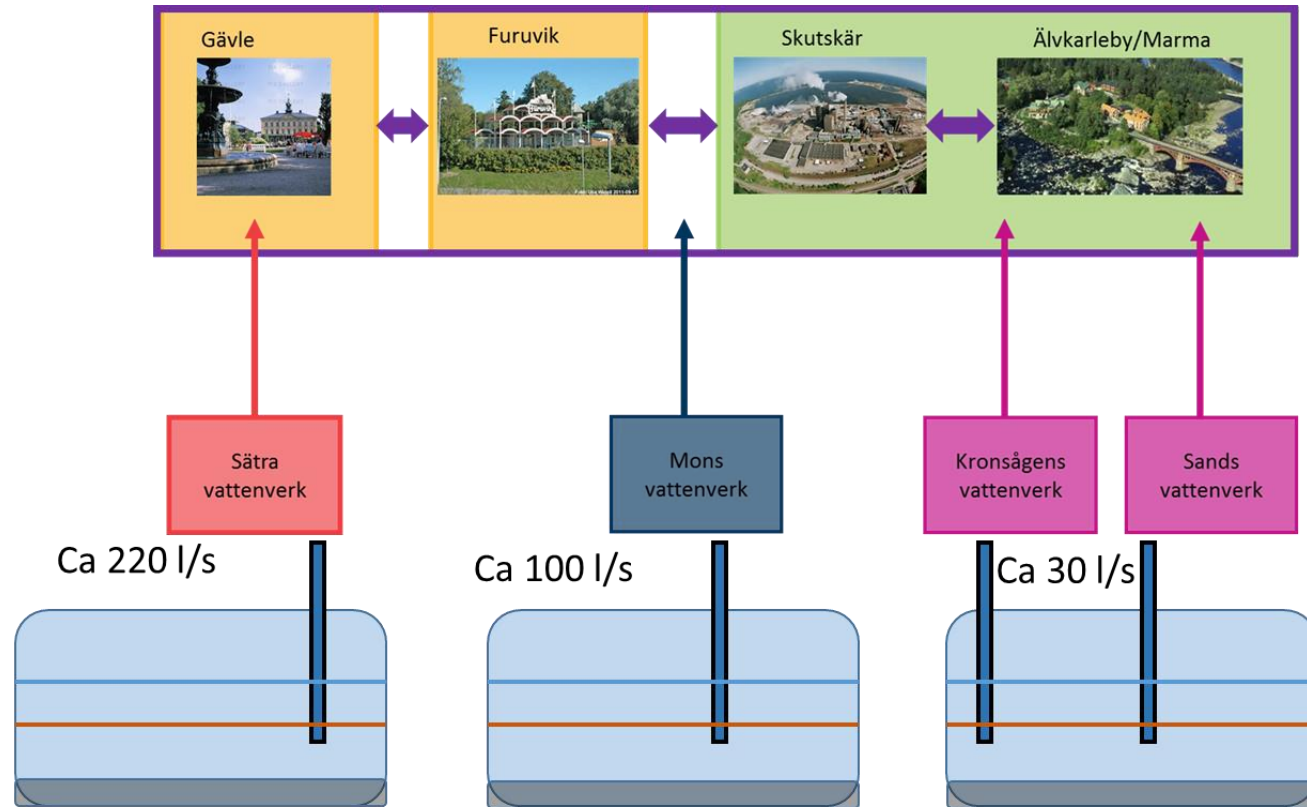 Gävle
Furuvik
Skutskär
Älvkarleby/Marma
Sätra
vattenverk
Mons
vattenverk
Kronsågens
vattenverk
Sands
vattenverk
Ca 220 l/s
Ca 100 l/s
Ca 30 l/s